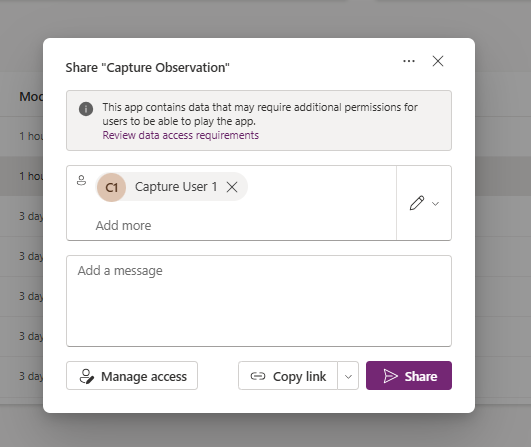 Share "Capture Observation"
This app contains data that may require additional permissions for
users to be able to play the app.
Review data access requirements
C1 Capture User 1
Add more
Add a message
Manage access
Copy link
Share
1 hou
1 hou
3 day
3 day
3 day
3 day
3 day